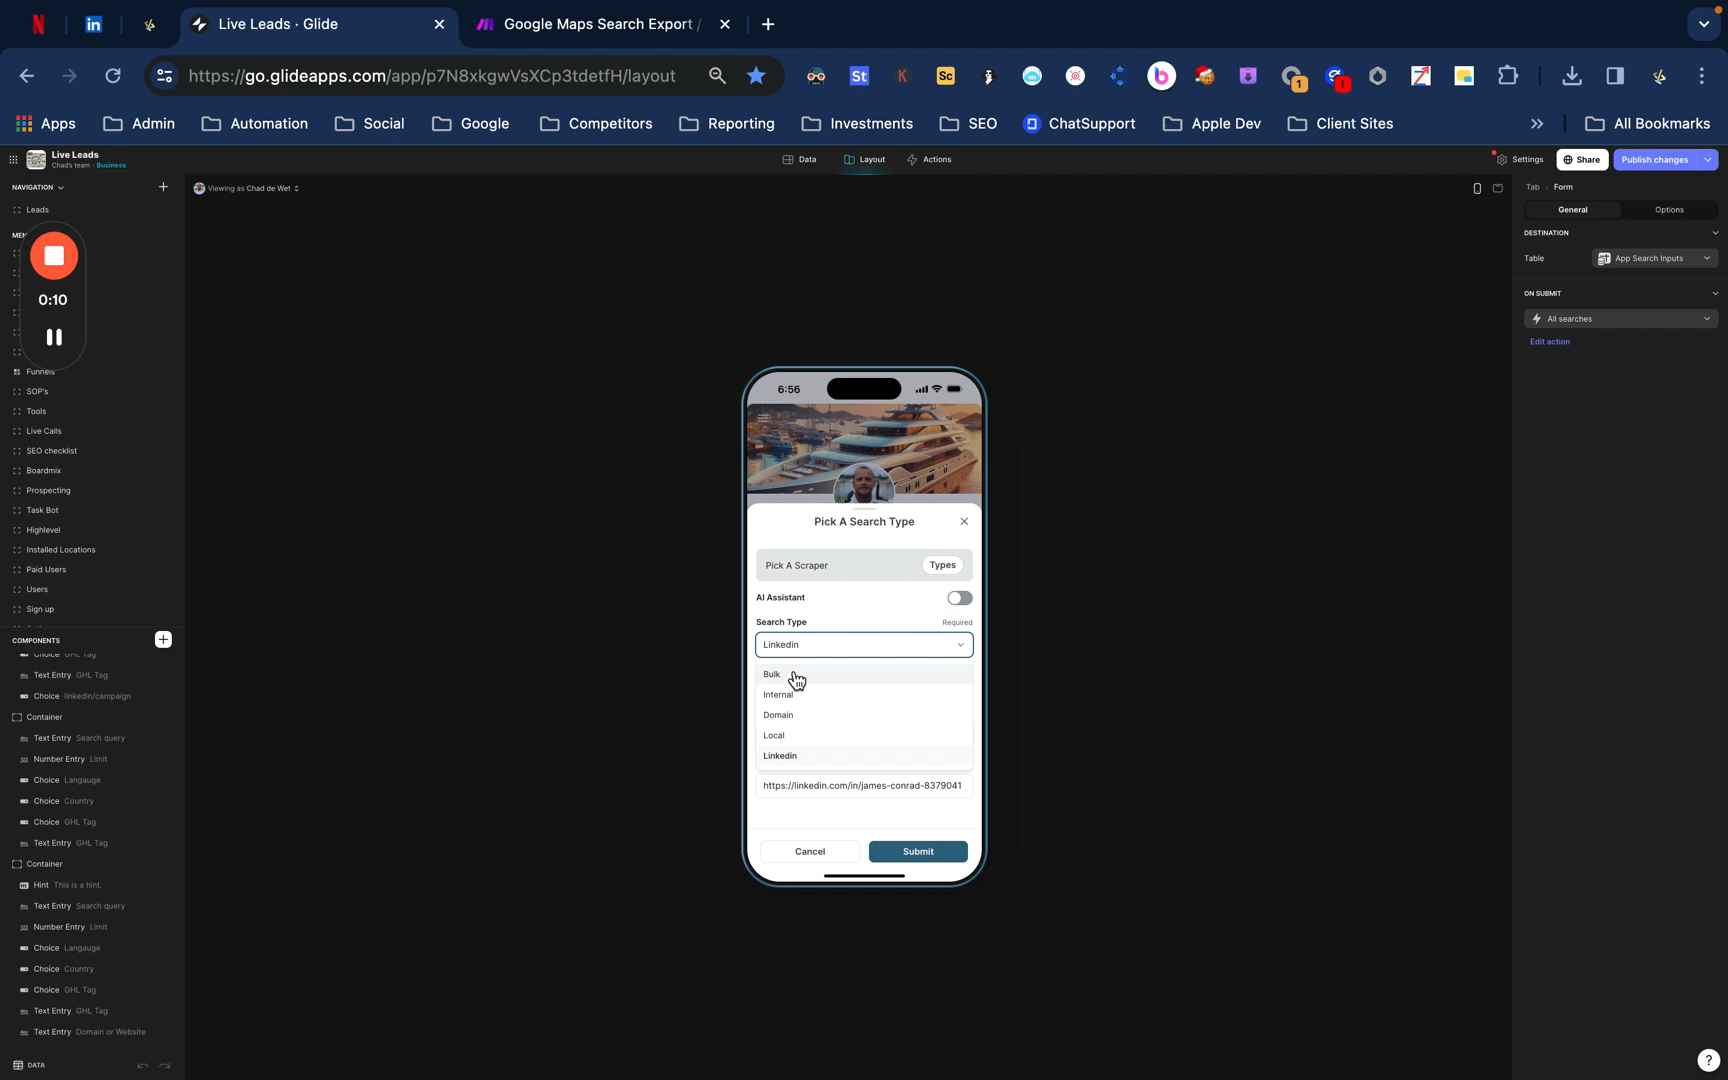 Live Leads · Glide
Google Maps Search Export /
https://go.glideapps.com/app/p7N8xkgwVsXCp3tdetfH/layout
St
K
Sc
b
1
Apps
Admin
Automation
Social
Google
Competitors
Reporting
Investments
SEO
ChatSupport
Apple Dev
Client Sites
All Bookmarks
Live Leads
Chad's team · Business
Data
Layout
Actions
Settings
Share
Publish changes
NAVIGATION
Viewing as Chad de Wet
Tab › Form
Leads
General
Options
MEN
DESTINATION
Table
App Search Inputs
0:10
ON SUBMIT
All searches
Edit action
Funnels
SOP's
Tools
Live Calls
SEO checklist
Boardmix
Prospecting
Task Bot
Highlevel
Installed Locations
Paid Users
Users
Sign up
COMPONENTS
Choice GHL Tag
Text Entry GHL Tag
Choice linkedin/campaign
Container
Text Entry Search query
Number Entry Limit
Choice Langauge
Choice Country
Choice GHL Tag
Text Entry GHL Tag
Container
Hint This is a hint.
Text Entry Search query
Number Entry Limit
Choice Langauge
Choice Country
Choice GHL Tag
Text Entry GHL Tag
Text Entry Domain or Website
DATA
6:56
Pick A Search Type
Pick A Scraper
Types
AI Assistant
Search Type
Required
Linkedin
Bulk
Internal
Domain
Local
Linkedin
https://linkedin.com/in/james-conrad-8379041
Cancel
Submit
?